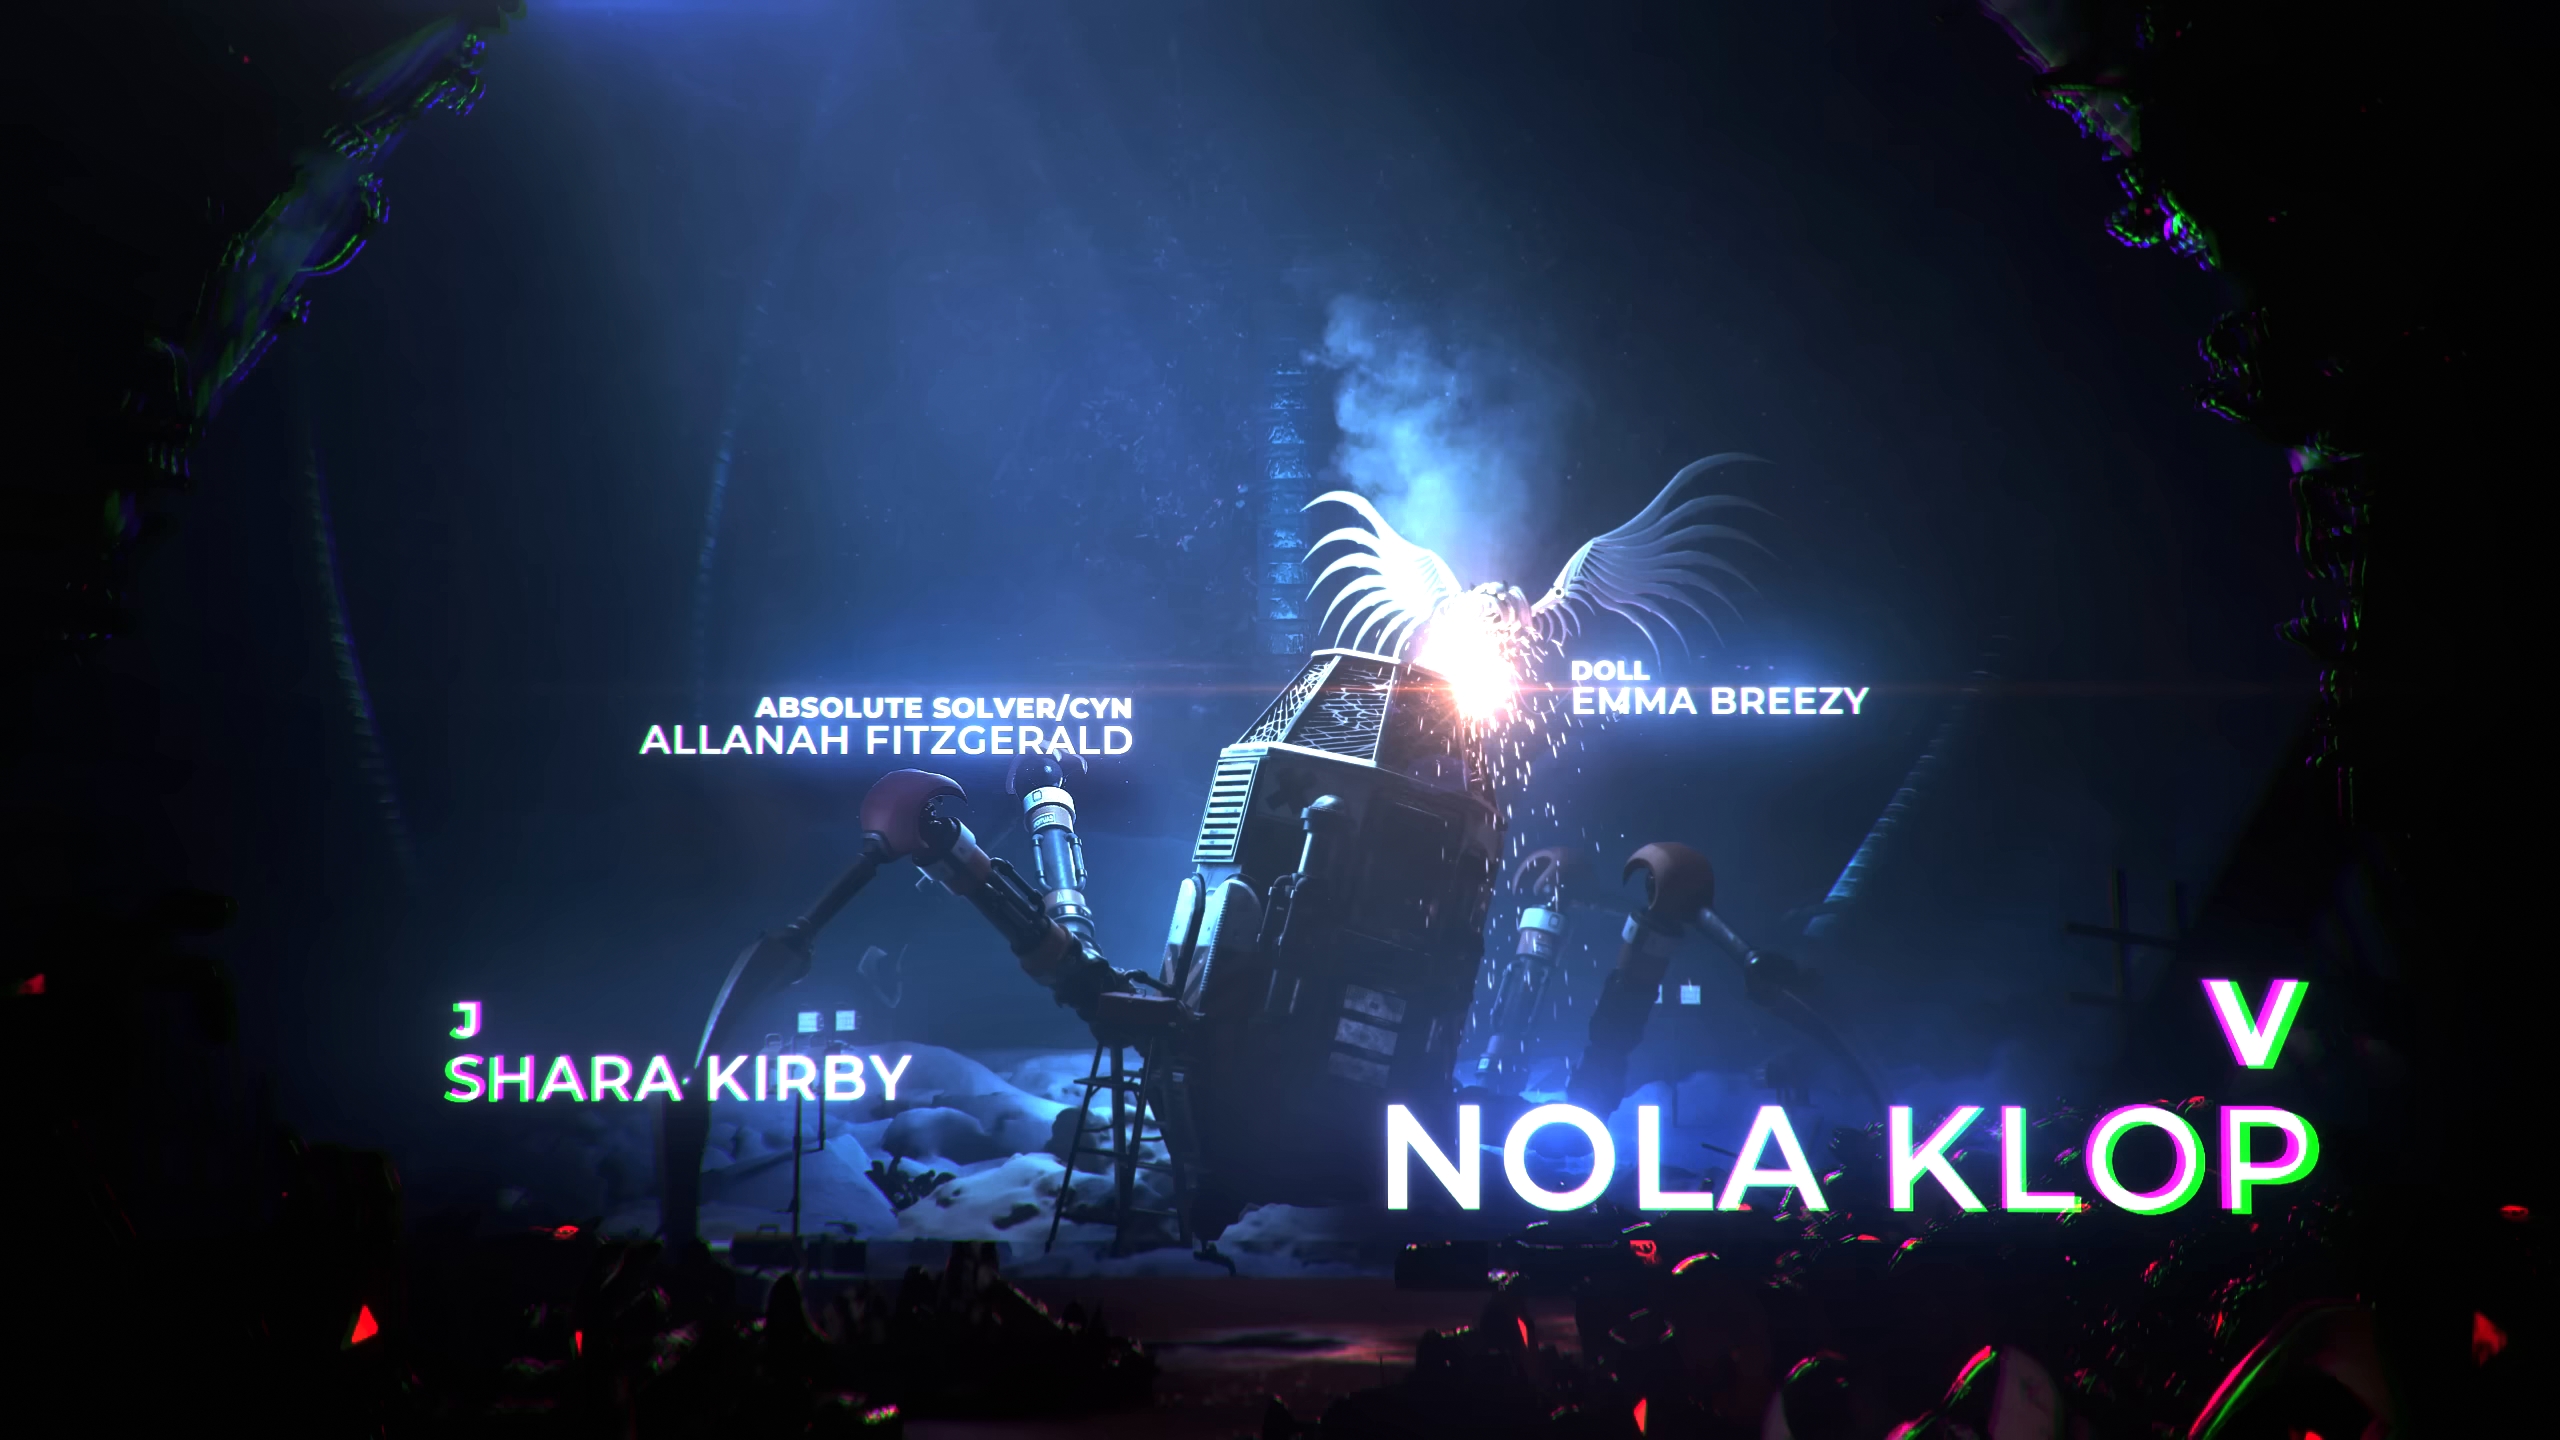 DOLL
EMMA BREEZY
ABSOLUTE SOLVER/CYN
ALLANAH FITZGERALD
J
SHARA KIRBY
V
NOLA KLOP